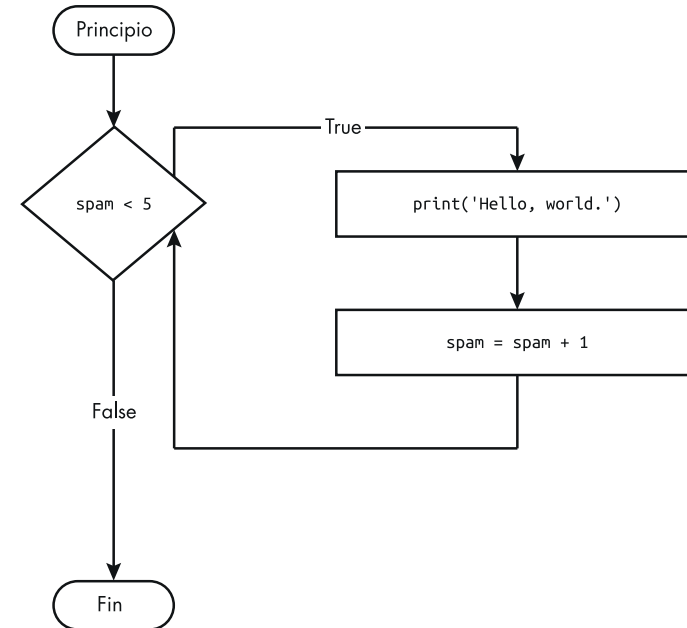 Principio
True
spam < 5
print('Hello, world.')
spam = spam + 1
False
Fin